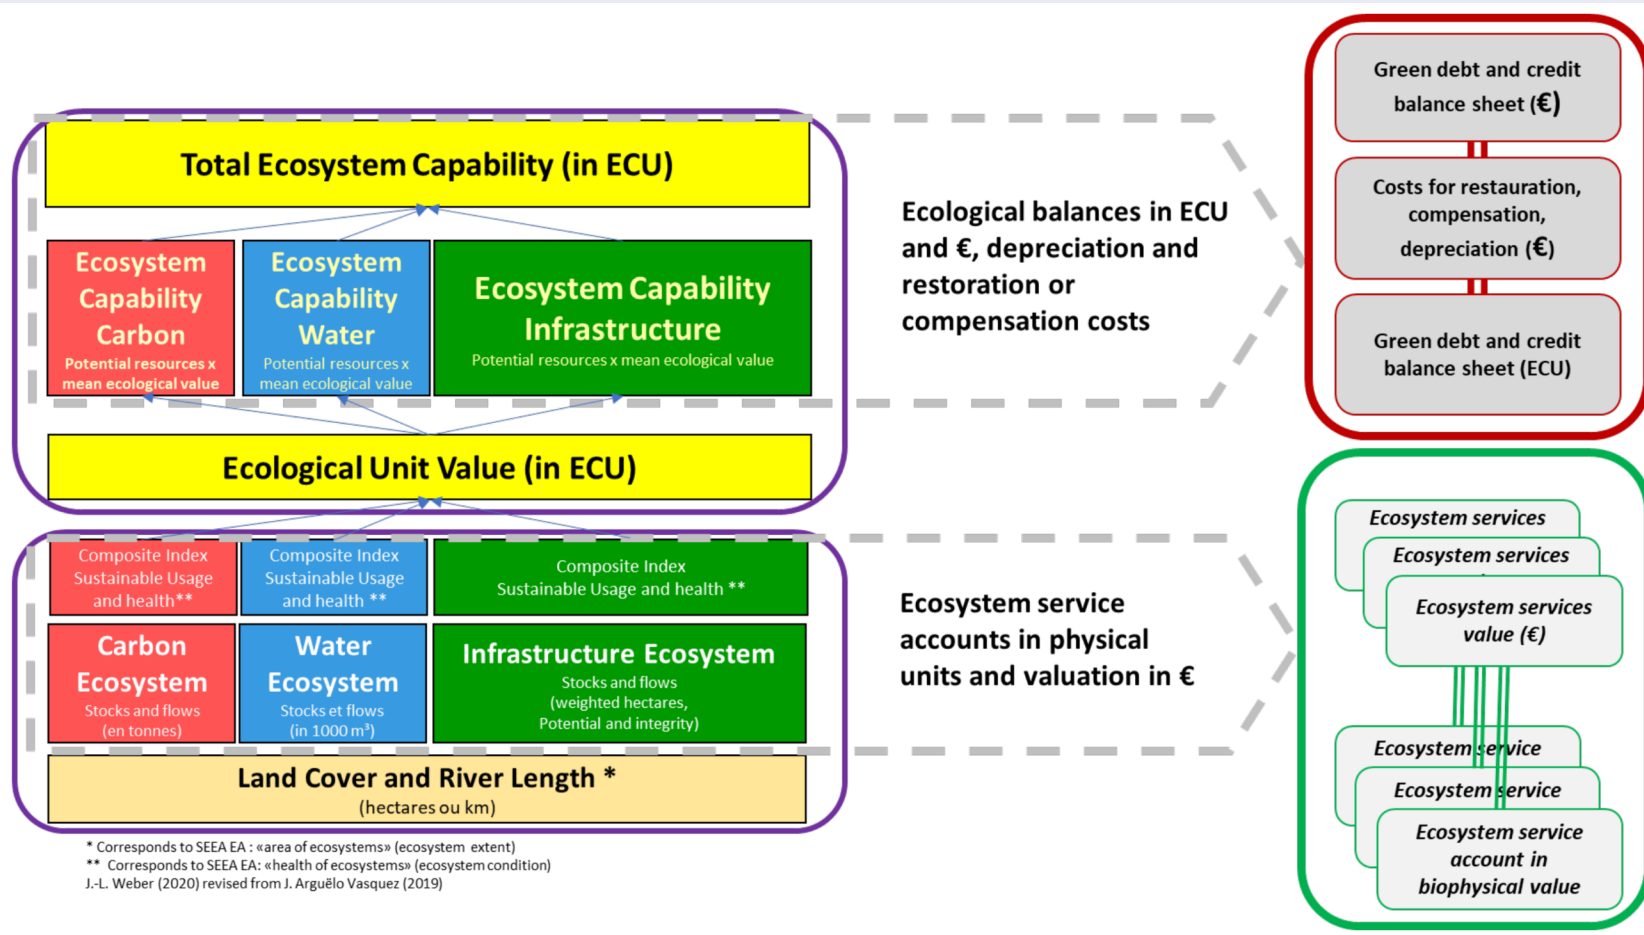 Total Ecosystem Capability (in ECU)
Ecosystem
Capability
Carbon
Potential resources x
mean ecological value
Ecosystem
Capability
Water
Potential resources x
mean ecological value
Ecosystem Capability
Infrastructure
Potential resources x mean ecological value
Ecological Unit Value (in ECU)
Composite Index
Sustainable Usage
and health**
Composite Index
Sustainable Usage
and health **
Composite Index
Sustainable Usage and health **
Carbon
Ecosystem
Stocks and flows
(en tonnes)
Water
Ecosystem
Stocks et flows
(in 1000 m³)
Infrastructure Ecosystem
Stocks and flows
(weighted hectares,
Potential and integrity)
Land Cover and River Length *
(hectares ou km)
* Corresponds to SEEA EA : «area of ecosystems» (ecosystem extent)
** Corresponds to SEEA EA: «health of ecosystems» (ecosystem condition)
J.-L. Weber (2020) revised from J. Arguëlo Vasquez (2019)
Ecological balances in ECU
and €, depreciation and
restoration or
compensation costs
Ecosystem service
accounts in physical
units and valuation in €
Green debt and credit
balance sheet (€)
Costs for restauration,
compensation,
depreciation (€)
Green debt and credit
balance sheet (ECU)
Ecosystem services
Ecosystem services
Ecosystem services
value (€)
Ecosystem service
Ecosystem service
Ecosystem service
account in
biophysical value